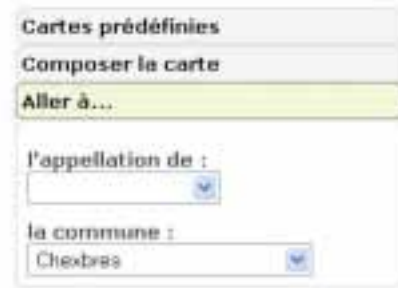 Cartes prédéfinies
Composer la carte
Aller à...
l'appellation de :
la commune :
Chexbres